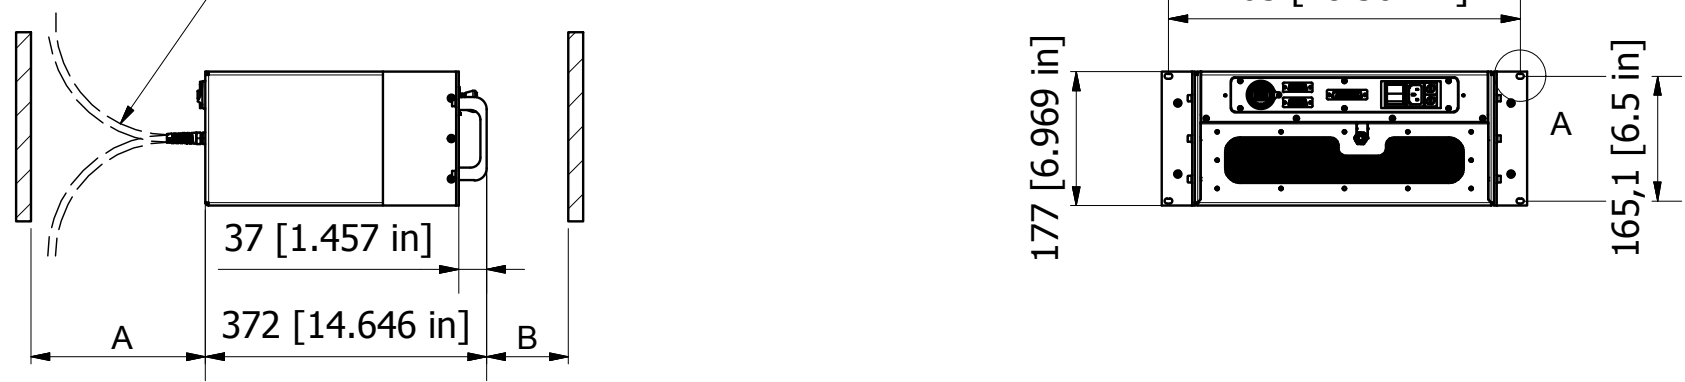 177 [6.969 in]
A
165,1 [6.5 in]
37 [1.457 in]
372 [14.646 in]
A
B